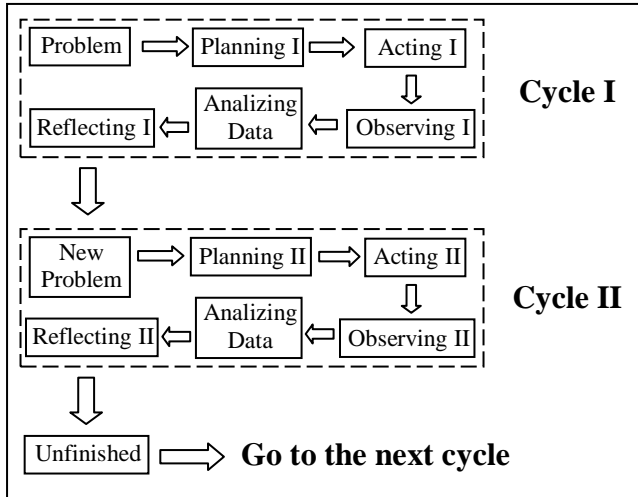 Problem
Planning I
Acting I
Cycle I
Reflecting I
Analizing
Data
Observing I
New
Problem
Planning II
Acting II
Cycle II
Reflecting II
Analizing
Data
Observing II
Unfinished
Go to the next cycle